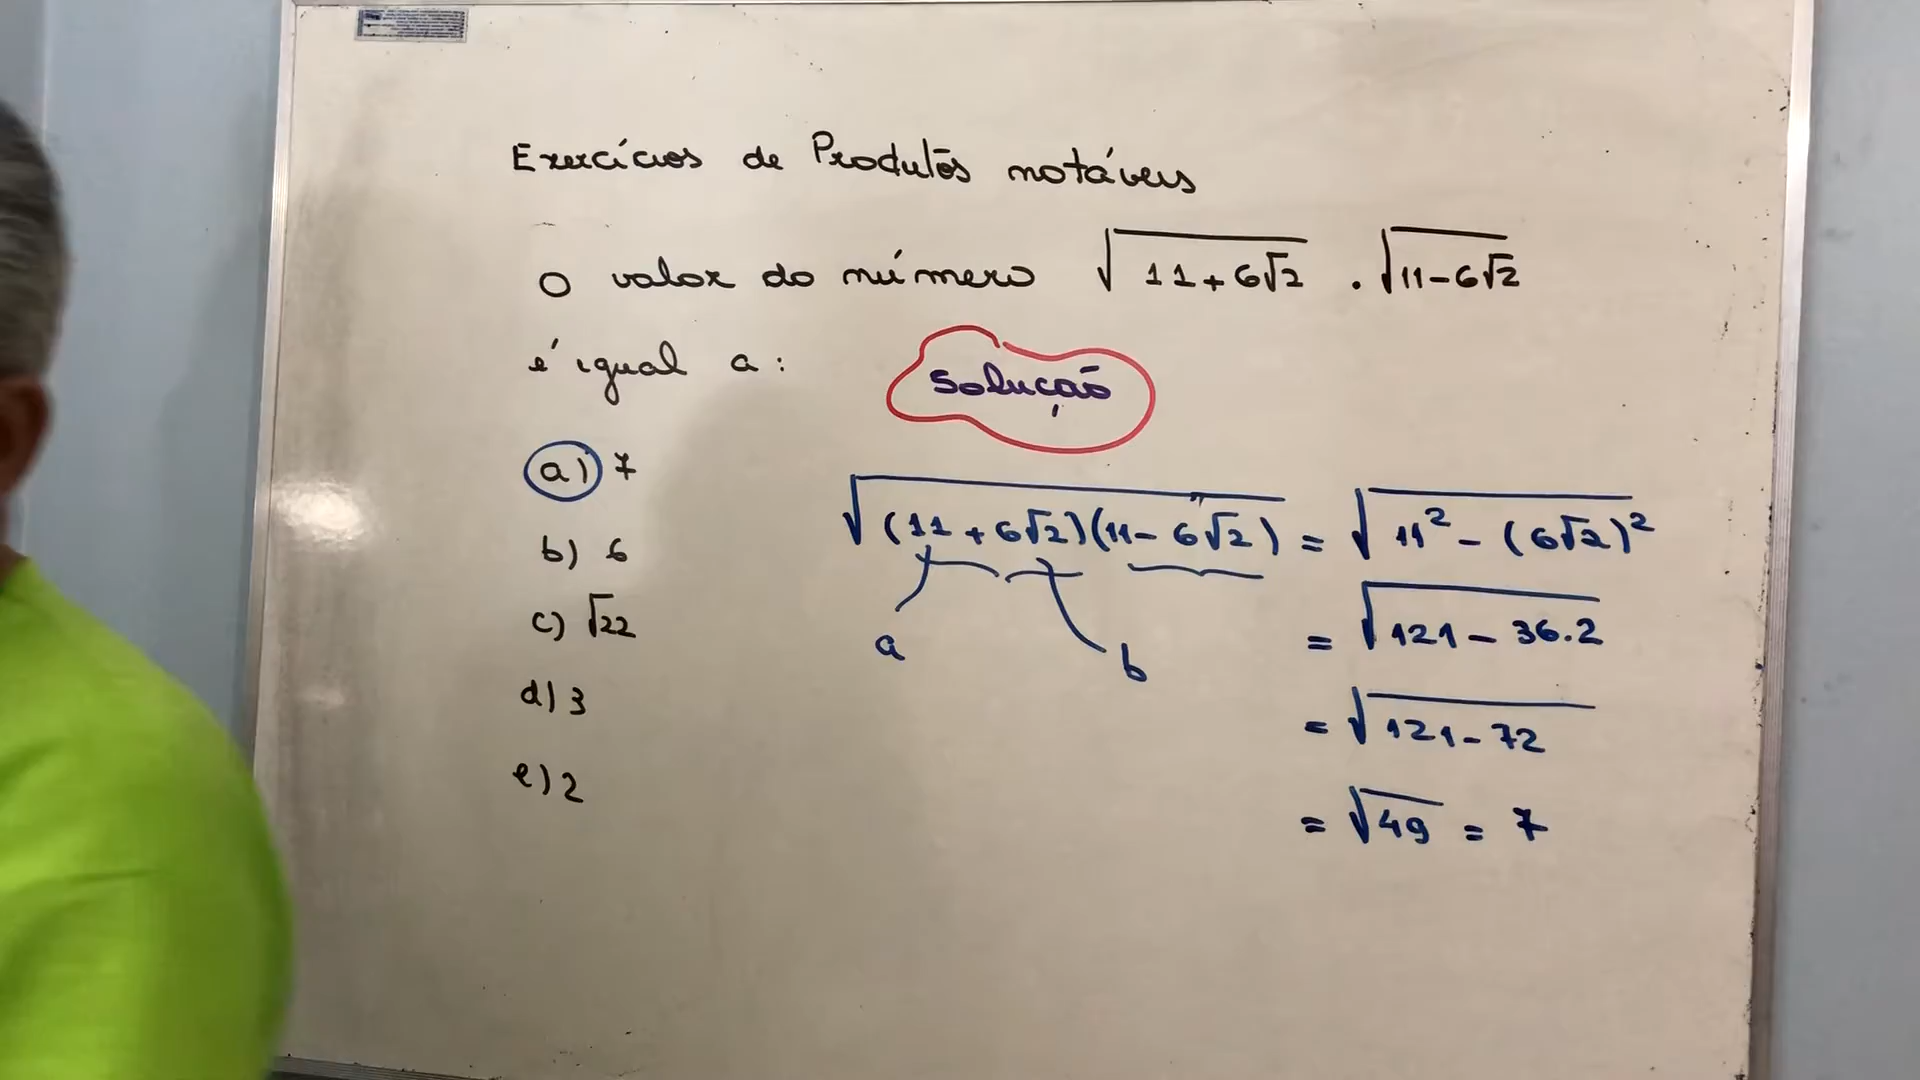 Exercícios de Produtos notáveis
O valor do número √(11+6√2) . √(11-6√2)
é igual a:
Solução
a) 7
b) 6
c) √22
d) 3
e) 2
√((11+6√2)(11-6√2)) = √(11² - (6√2)²)
a
b
= √(121 - 36.2)
= √(121-72)
= √49 = 7